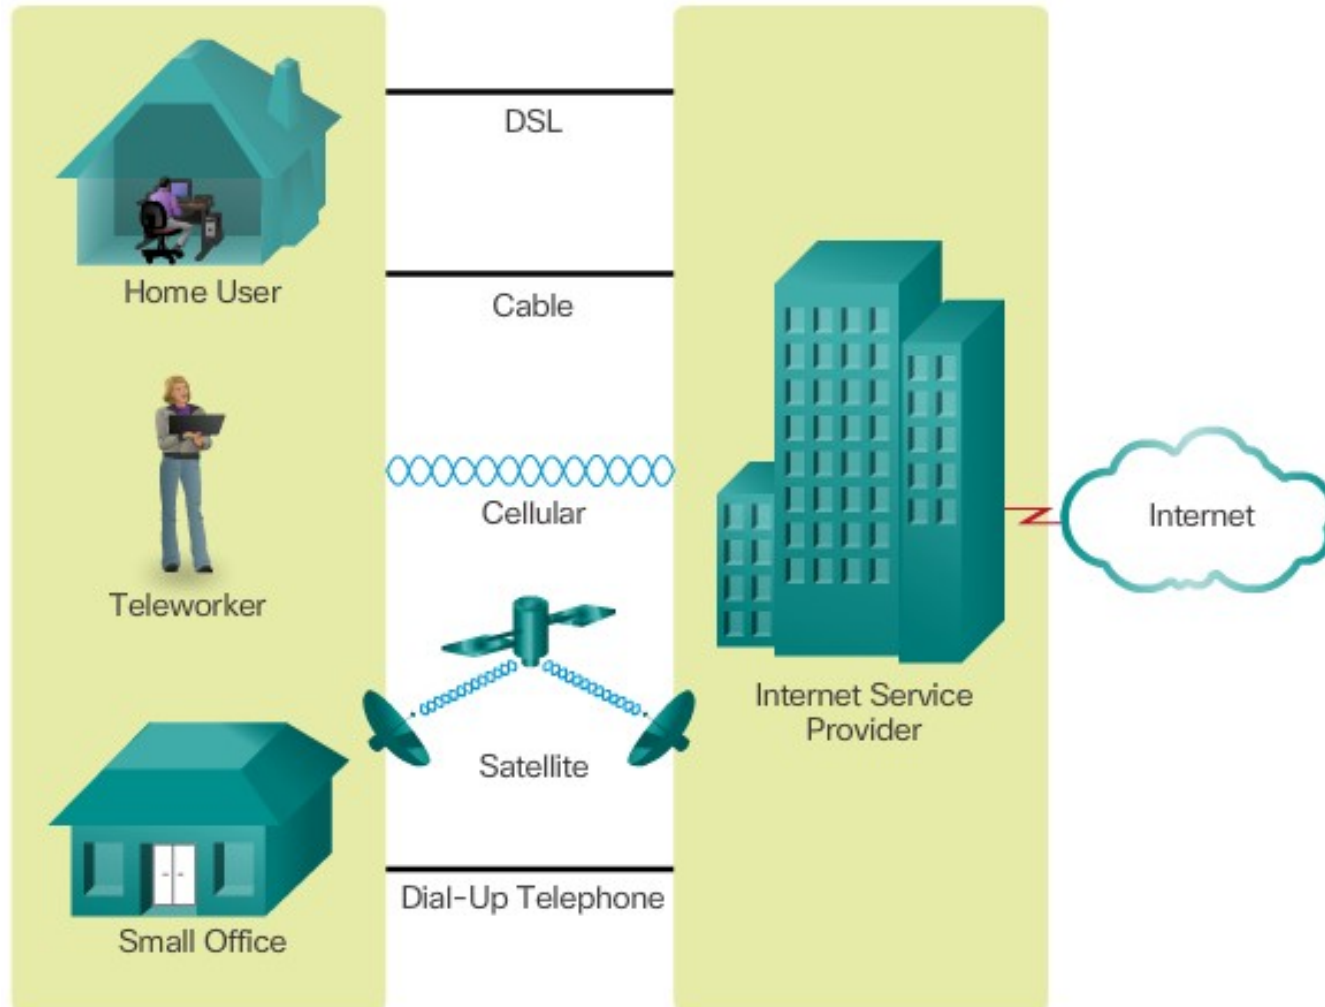 DSL
Home User
Cable
Cellular
Teleworker
Satellite
Internet Service
Provider
Internet
Dial-Up Telephone
Small Office